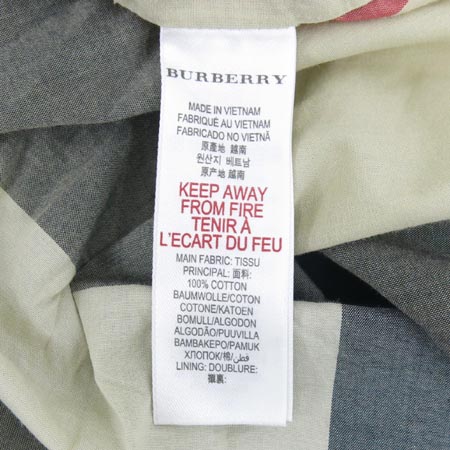 BURBERRY
MADE IN VIETNAM
FABRIQUÉ AU VIETNAM
FABRICADO NO VIETNÃ
原產地 越南
원산지 베트남
原产地 越南
KEEP AWAY
FROM FIRE
TENIR À
L'ECART DU FEU
MAIN FABRIC: TISSU
PRINCIPAL: 面料:
100% COTTON
BAUMWOLLE/COTON
COTONE/KATOEN
BOMULL/ALGODON
ALGODÃO/PUUVILLA
BAMBAKEPO/PAMUK
ХЛОПОК/棉/قطن
LINING: DOUBLURE:
襯裏: